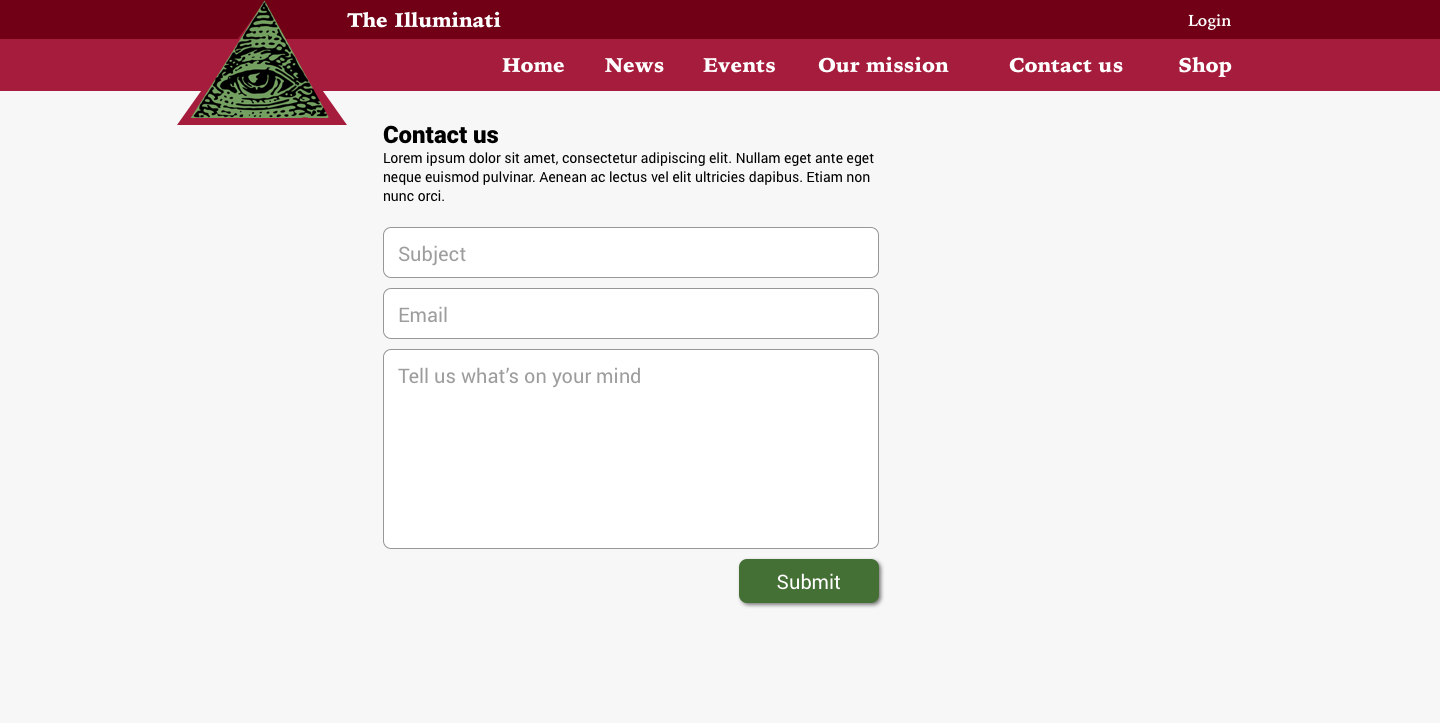 The Illuminati
Login
Home News Events Our mission Contact us Shop
Contact us
Lorem ipsum dolor sit amet, consectetur adipiscing elit. Nullam eget ante eget
neque euismod pulvinar. Aenean ac lectus vel elit ultricies dapibus. Etiam non
nunc orci.
Subject
Email
Tell us what's on your mind
Submit